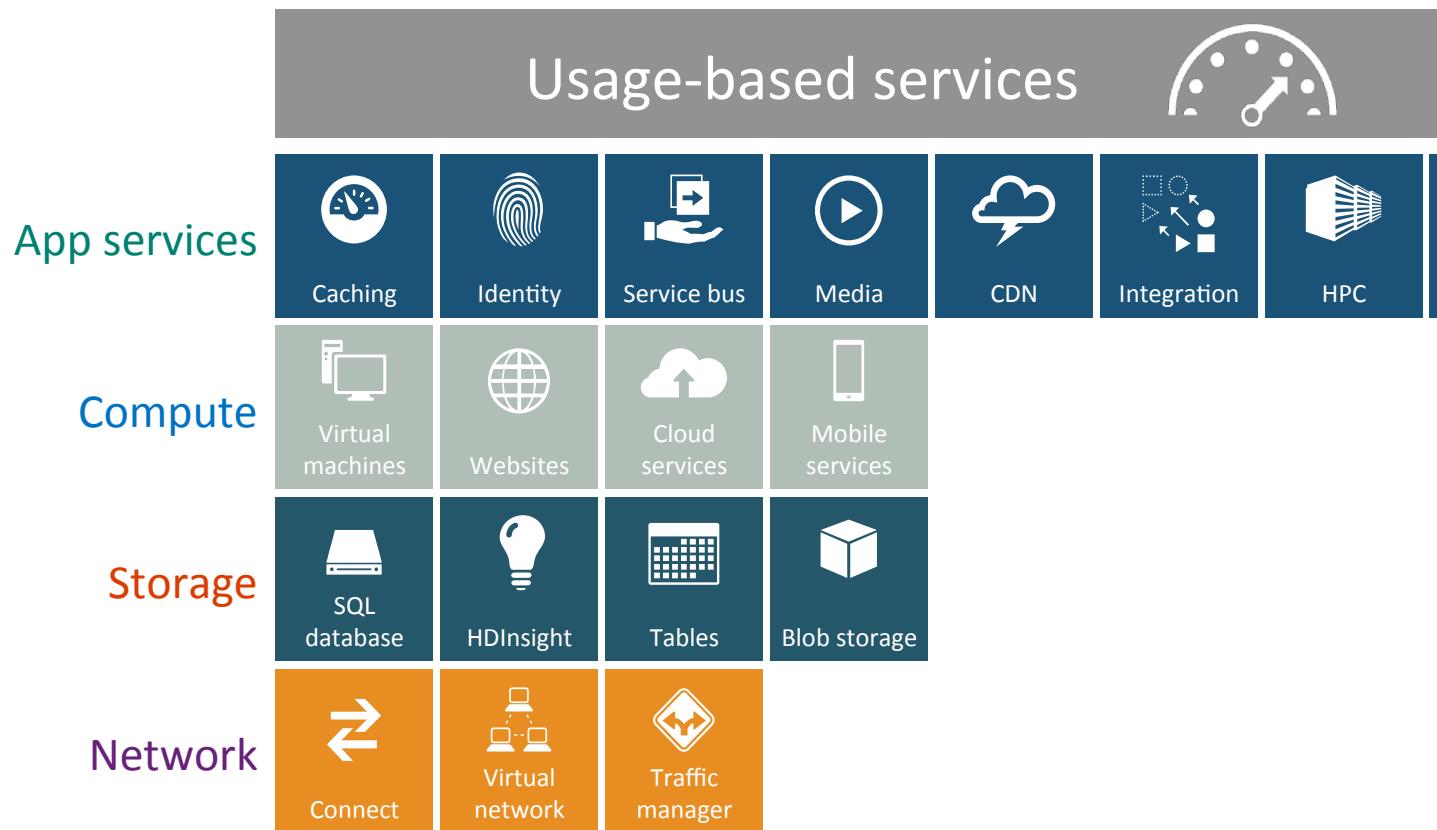 Usage-based services
App services
Caching
Identity
Service bus
Media
CDN
Integration
HPC
Compute
Virtual
machines
Websites
Cloud
services
Mobile
services
Storage
SQL
database
HDInsight
Tables
Blob storage
Network
Connect
Virtual
network
Traffic
manager